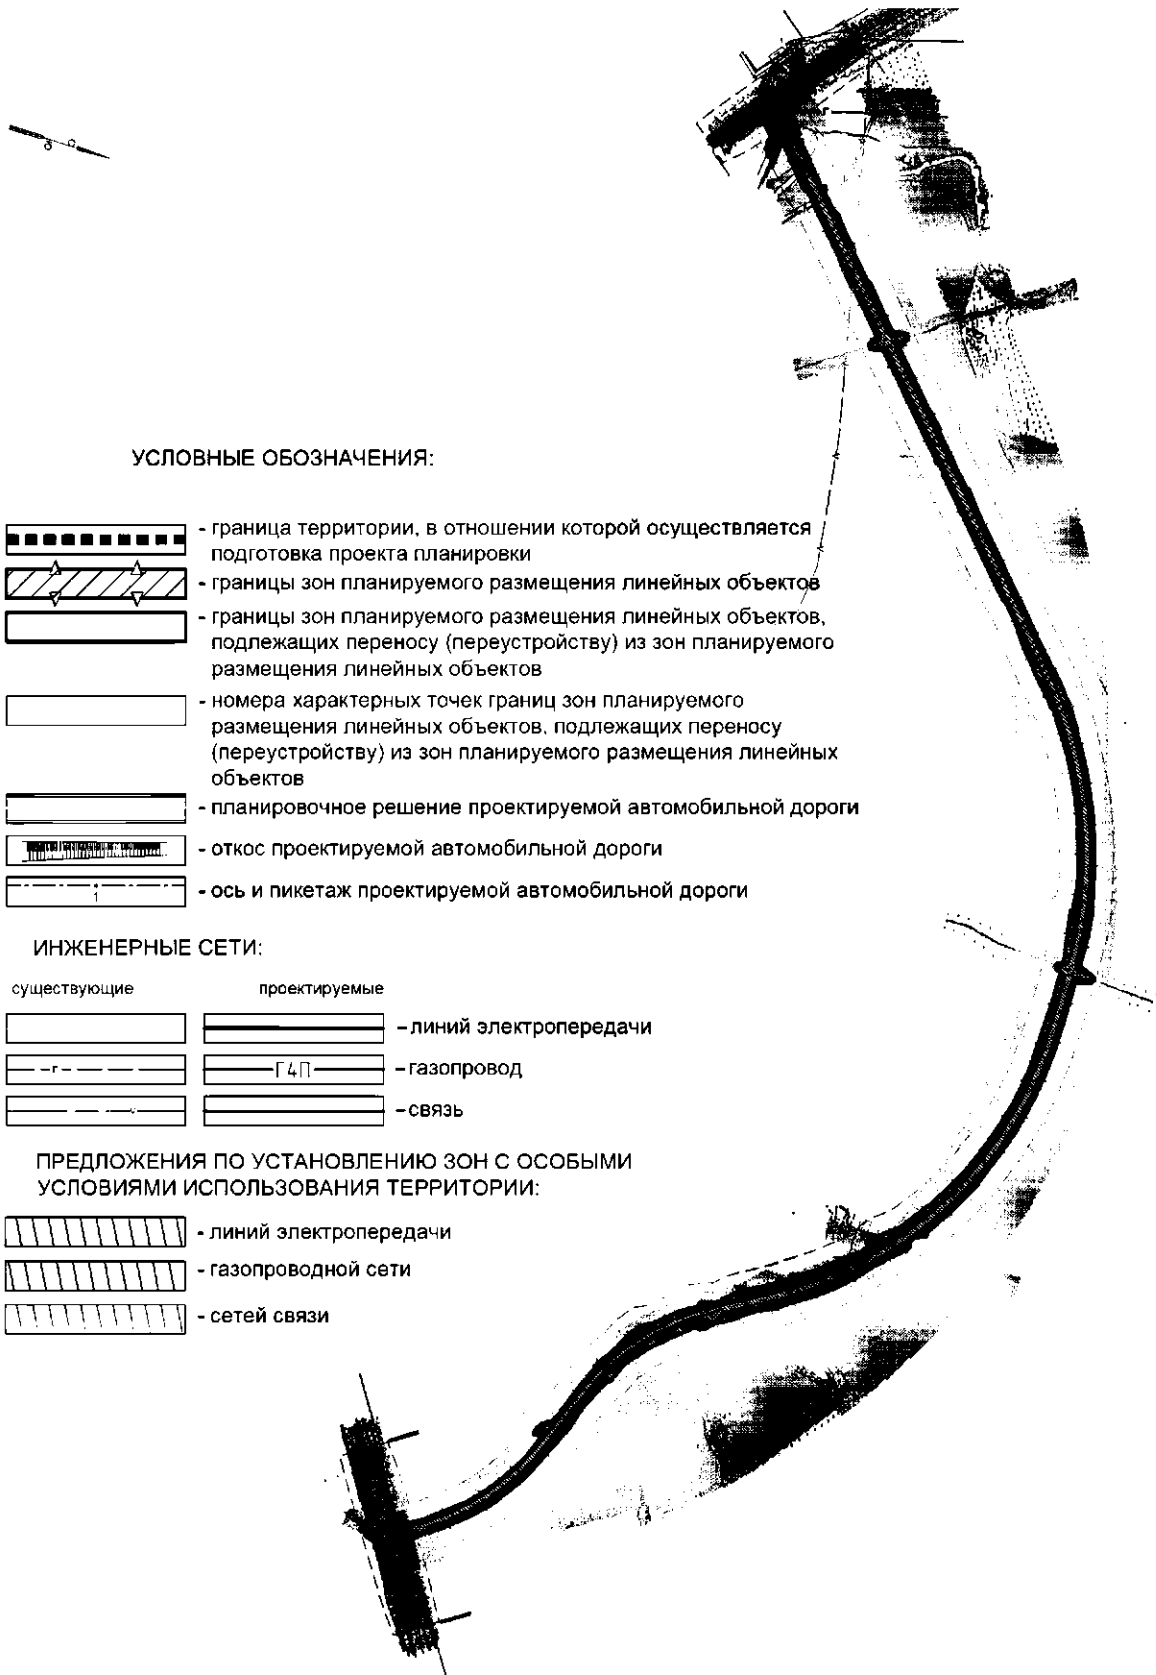 УСЛОВНЫЕ ОБОЗНАЧЕНИЯ:
- граница территории, в отношении которой осуществляется
подготовка проекта планировки
- границы зон планируемого размещения линейных объектов
- границы зон планируемого размещения линейных объектов,
подлежащих переносу (переустройству) из зон планируемого
размещения линейных объектов
- номера характерных точек границ зон планируемого
размещения линейных объектов, подлежащих переносу
(переустройству) из зон планируемого размещения линейных
объектов
- планировочное решение проектируемой автомобильной дороги
- откос проектируемой автомобильной дороги
1
- ось и пикетаж проектируемой автомобильной дороги
ИНЖЕНЕРНЫЕ СЕТИ:
существующие проектируемые
- линий электропередачи
г Г4П - газопровод
- связь
ПРЕДЛОЖЕНИЯ ПО УСТАНОВЛЕНИЮ ЗОН С ОСОБЫМИ
УСЛОВИЯМИ ИСПОЛЬЗОВАНИЯ ТЕРРИТОРИИ:
- линий электропередачи
- газопроводной сети
- сетей связи